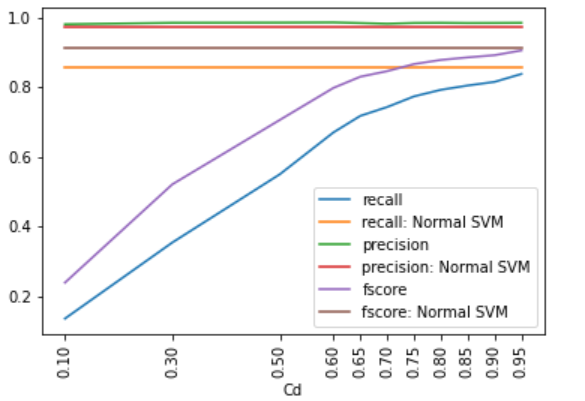 1.0
0.8
0.6
0.4
0.2
recall
recall: Normal SVM
precision
precision: Normal SVM
fscore
fscore: Normal SVM
0.10 0.30 0.50 0.60 0.65 0.70 0.75 0.80 0.85 0.90 0.95
Cd